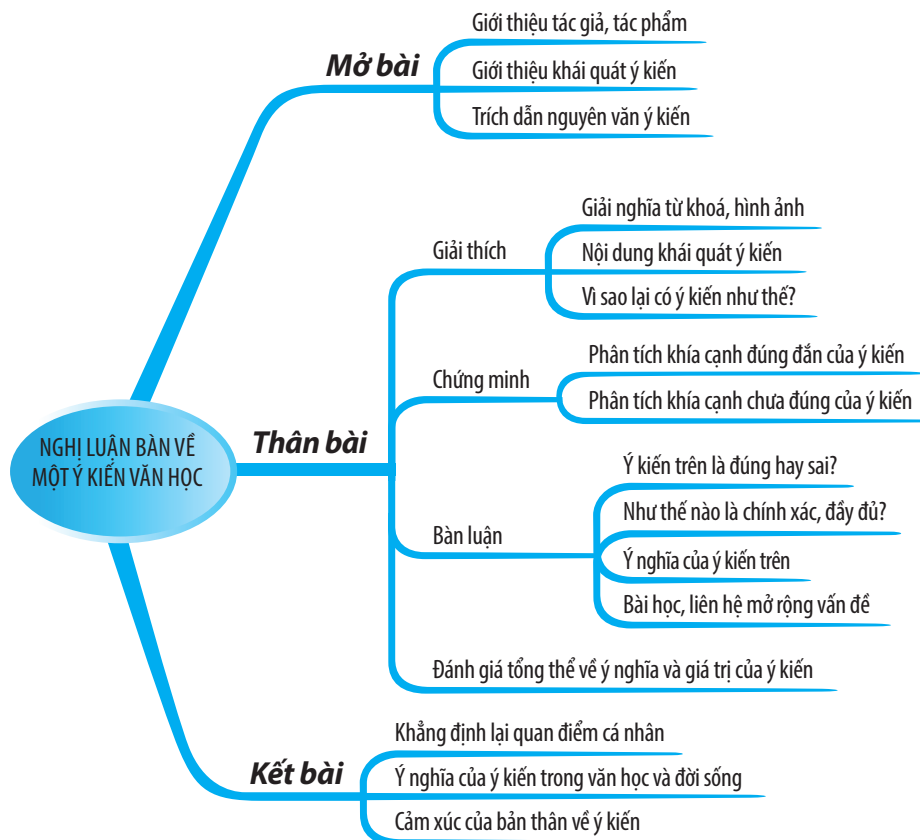 NGHỊ LUẬN BÀN VỀ
MỘT Ý KIẾN VĂN HỌC
Mở bài
Giới thiệu tác giả, tác phẩm
Giới thiệu khái quát ý kiến
Trích dẫn nguyên văn ý kiến
Thân bài
Giải thích
Giải nghĩa từ khoá, hình ảnh
Nội dung khái quát ý kiến
Vì sao lại có ý kiến như thế?
Chứng minh
Phân tích khía cạnh đúng đắn của ý kiến
Phân tích khía cạnh chưa đúng của ý kiến
Bàn luận
Ý kiến trên là đúng hay sai?
Như thế nào là chính xác, đầy đủ?
Ý nghĩa của ý kiến trên
Bài học, liên hệ mở rộng vấn đề
Đánh giá tổng thể về ý nghĩa và giá trị của ý kiến
Kết bài
Khẳng định lại quan điểm cá nhân
Ý nghĩa của ý kiến trong văn học và đời sống
Cảm xúc của bản thân về ý kiến